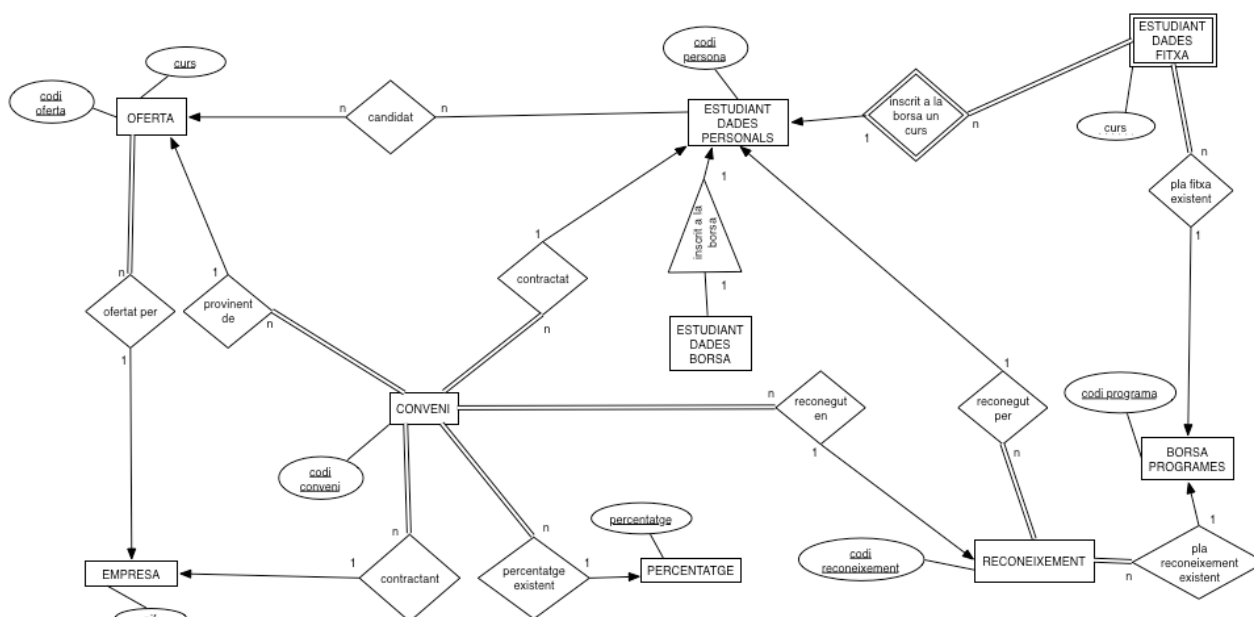 ESTUDIANT
DADES
FITXA
codi
persona
curs
codi
oferta
OFERTA
n
candidat
n
ESTUDIANT
DADES
PERSONALS
1
inscrit a la
borsa un
curs
n
curs
n
pla fitxa
existent
1
1
inscrit a la
borsa
1
1
contractat
n
n
ofertat per
1
1
provinent
de
n
ESTUDIANT
DADES
BORSA
CONVENI
n
reconegut
en
1
1
reconegut
per
n
codi programa
BORSA
PROGRAMES
codi
conveni
n
contractant
1
n
percentatge
existent
1
percentatge
PERCENTATGE
codi
reconeixement
RECONEIXEMENT
n
pla
reconeixement
existent
1
EMPRESA